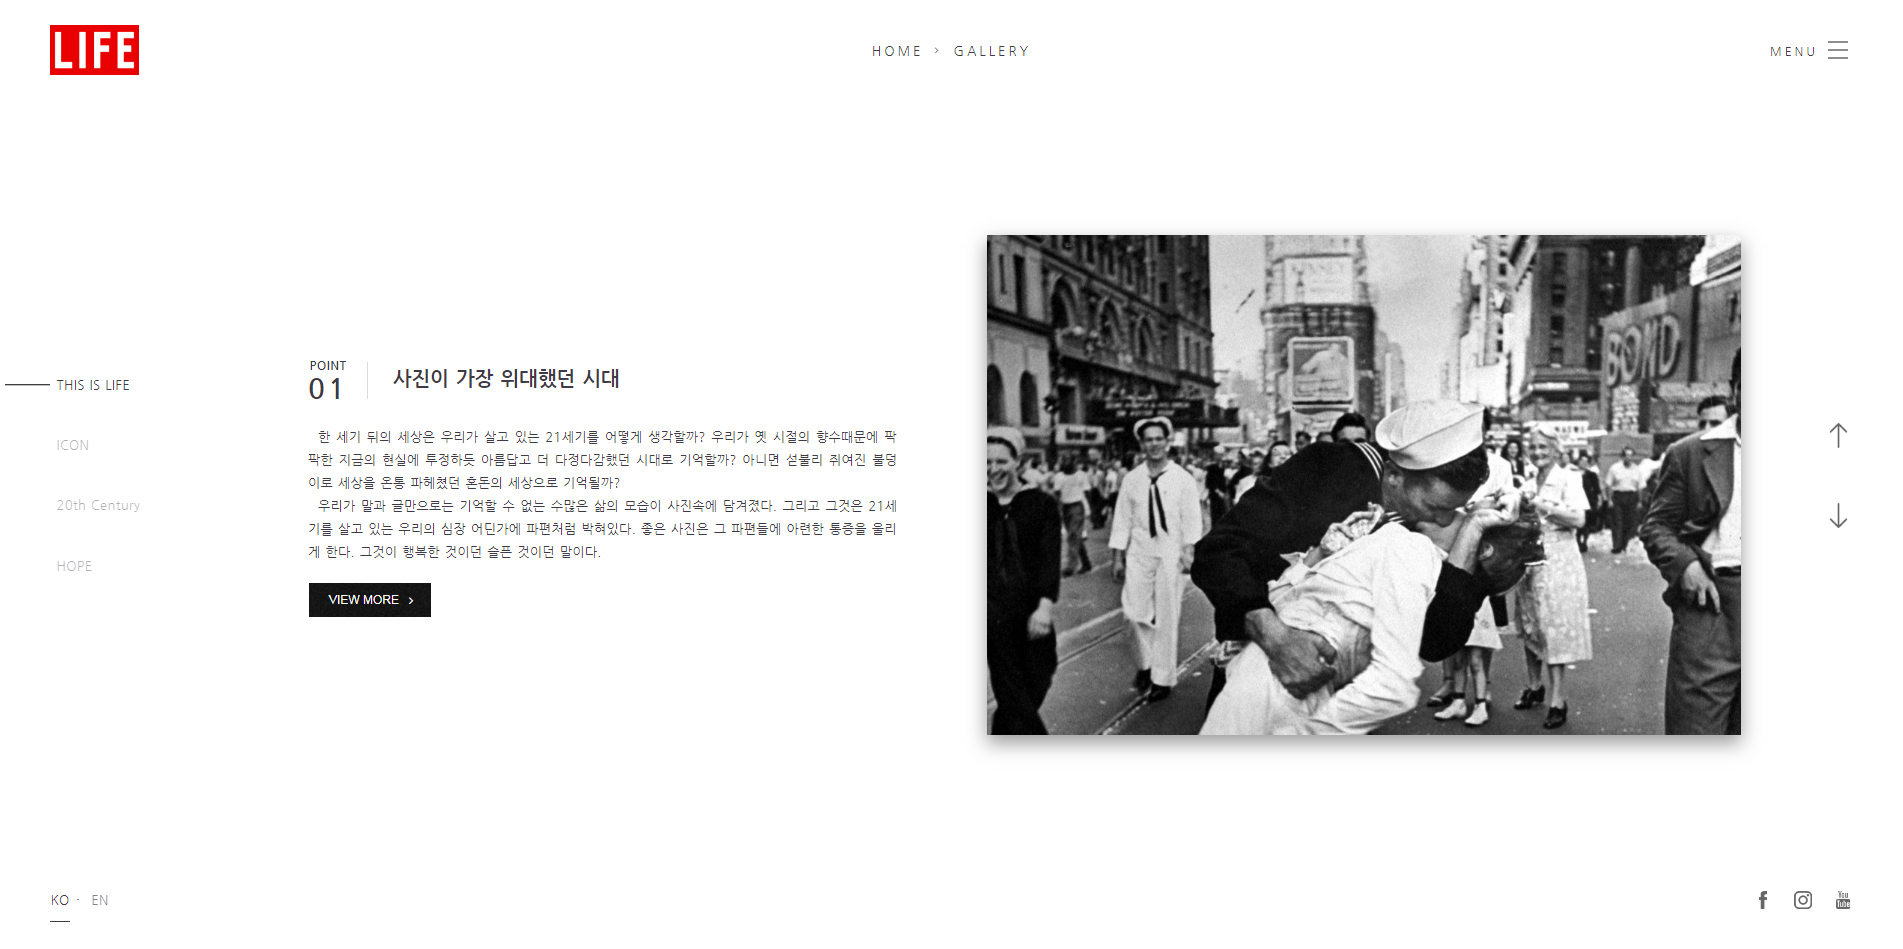 LIFE
HOME › GALLERY
MENU
THIS IS LIFE
ICON
20th Century
HOPE
POINT
01
사진이 가장 위대했던 시대
한 세기 뒤의 세상은 우리가 살고 있는 21세기를 어떻게 생각할까? 우리가 옛 시절의 향수때문에 팍
팍한 지금의 현실에 투정하듯 아름답고 더 다정다감했던 시대로 기억할까? 아니면 섣불리 쥐여진 불덩
이로 세상을 온통 파헤쳤던 혼돈의 세상으로 기억될까?
우리가 말과 글만으로는 기억할 수 없는 수많은 삶의 모습이 사진속에 담겨졌다. 그리고 그것은 21세
기를 살고 있는 우리의 심장 어딘가에 파편처럼 박혀있다. 좋은 사진은 그 파편들에 아련한 통증을 울리
게 한다. 그것이 행복한 것이던 슬픈 것이던 말이다.
VIEW MORE ›
BOND
KO · EN
You
Tube